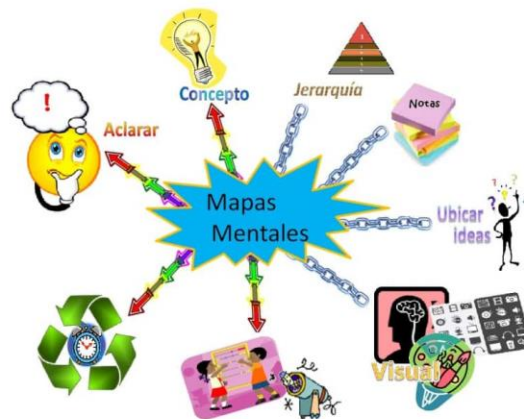 Concepto
Jerarquía
Notas
Aclarar
Mapas
Mentales
Ubicar
ideas
Visual